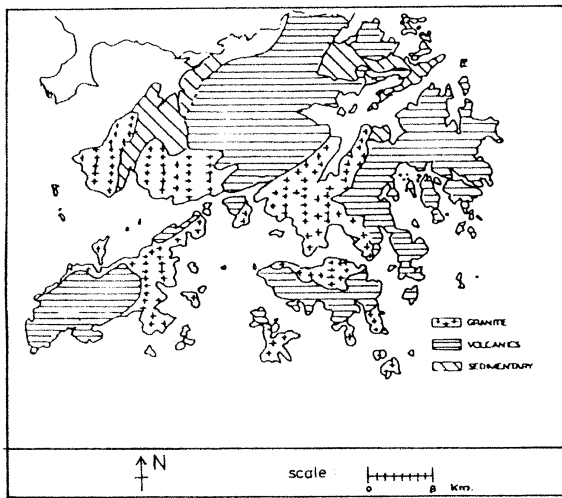 GRANITE
VOLCANICS
SEDIMENTARY
N
scale
0 8 Km.